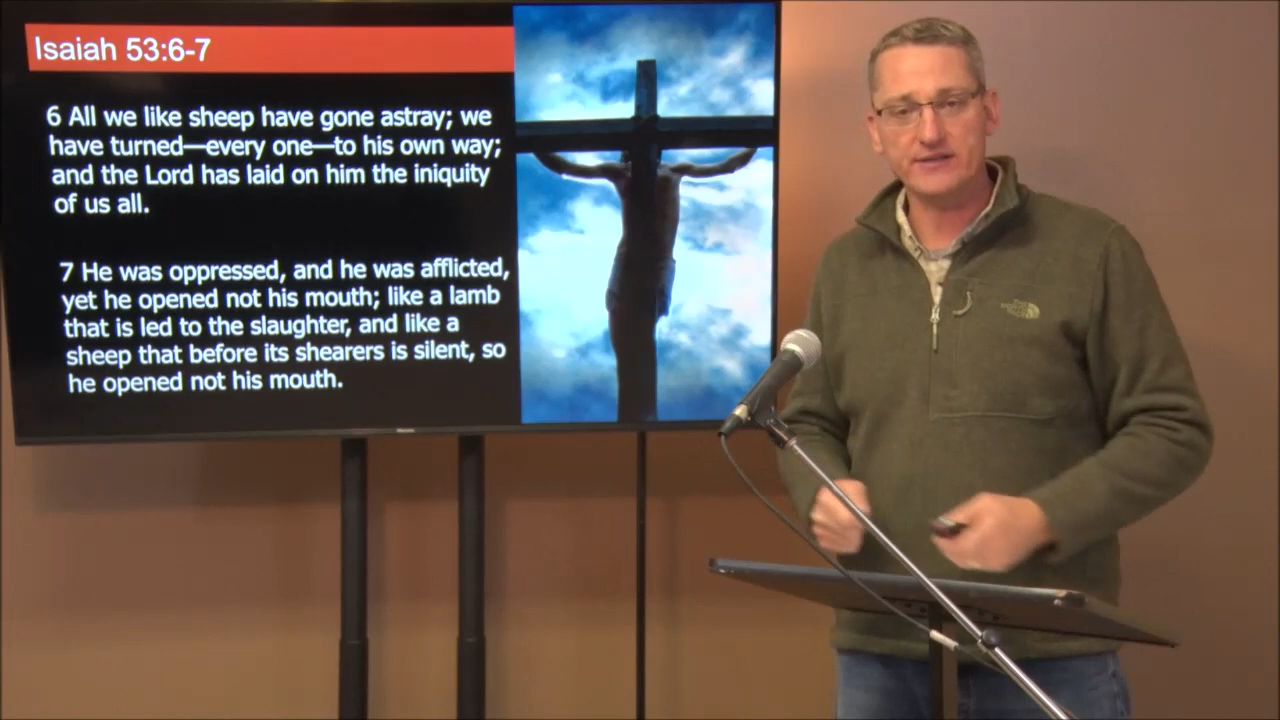 Isaiah 53:6-7
6 All we like sheep have gone astray; we
have turned—every one—to his own way;
and the Lord has laid on him the iniquity
of us all.
7 He was oppressed, and he was afflicted,
yet he opened not his mouth; like a lamb
that is led to the slaughter, and like a
sheep that before its shearers is silent, so
he opened not his mouth.